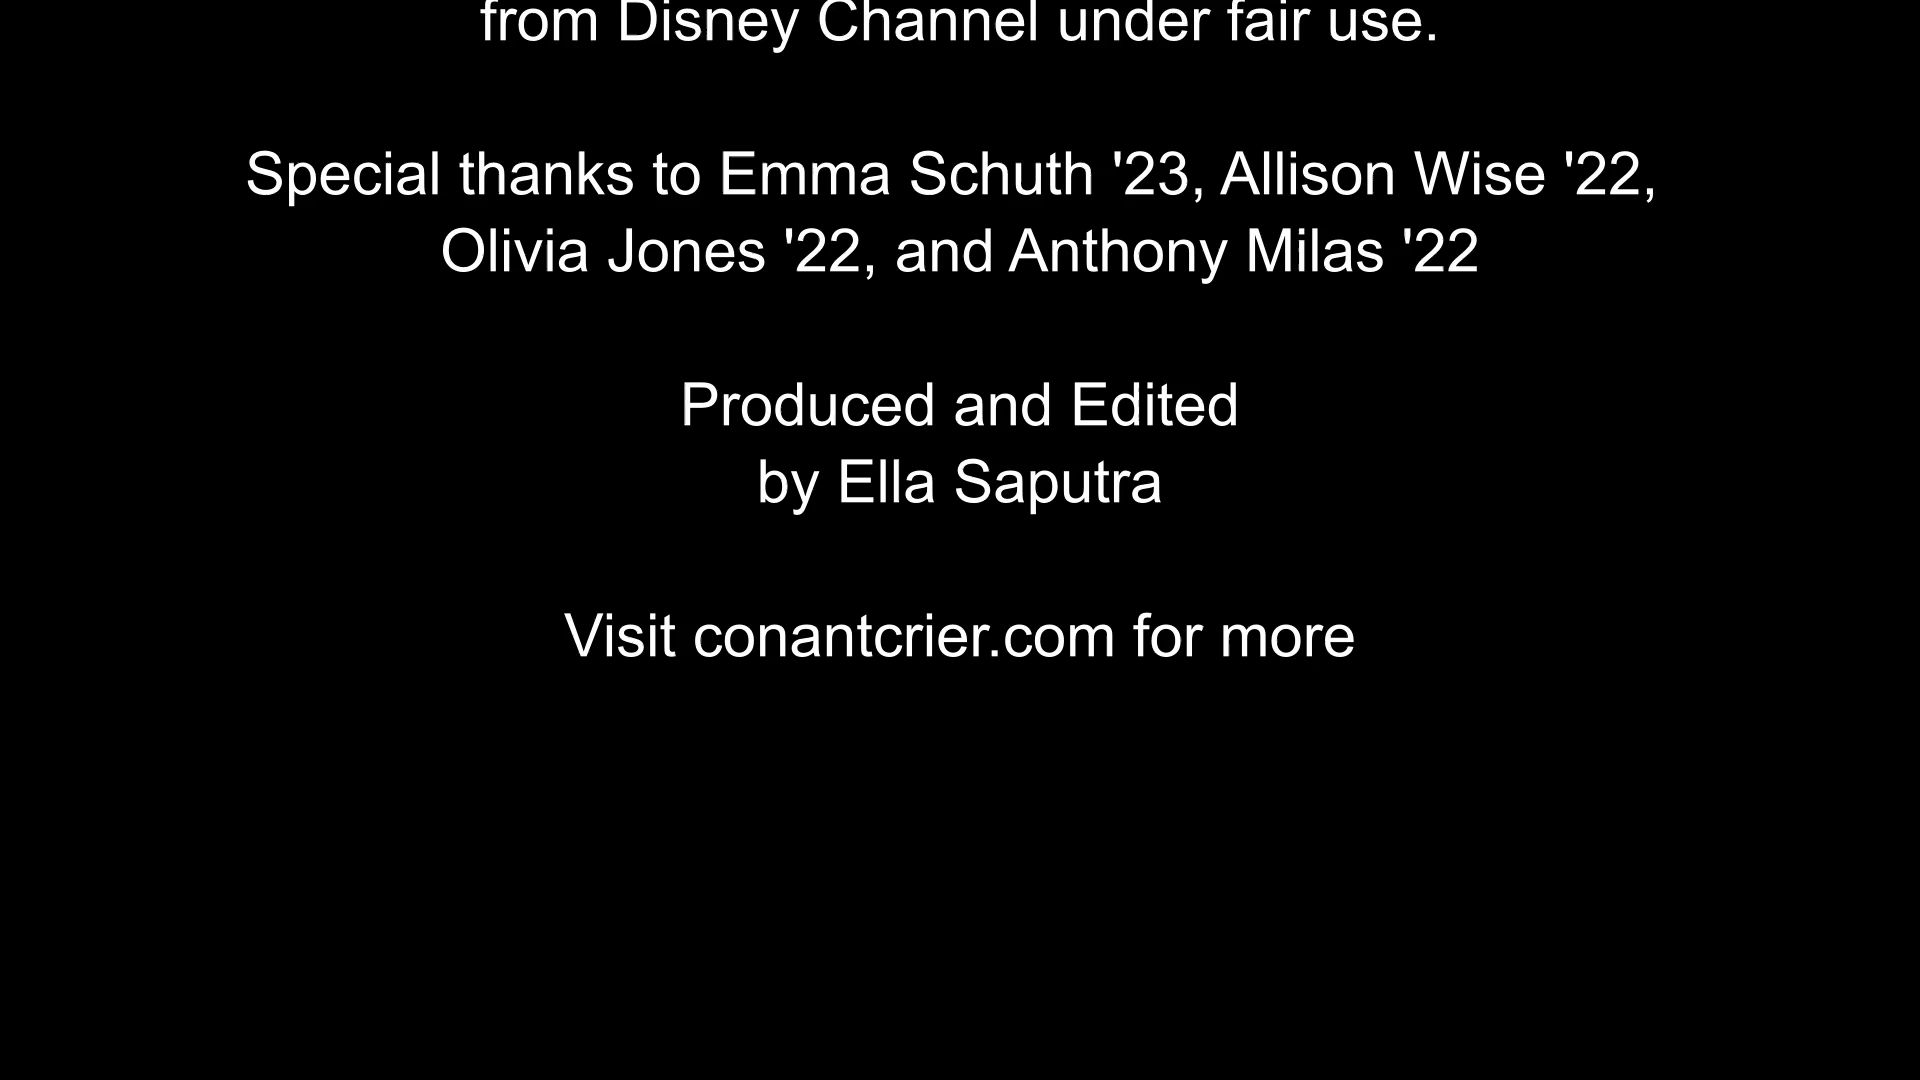 from Disney Channel under fair use.
Special thanks to Emma Schuth '23, Allison Wise '22,
Olivia Jones '22, and Anthony Milas '22
Produced and Edited
by Ella Saputra
Visit conantcrier.com for more